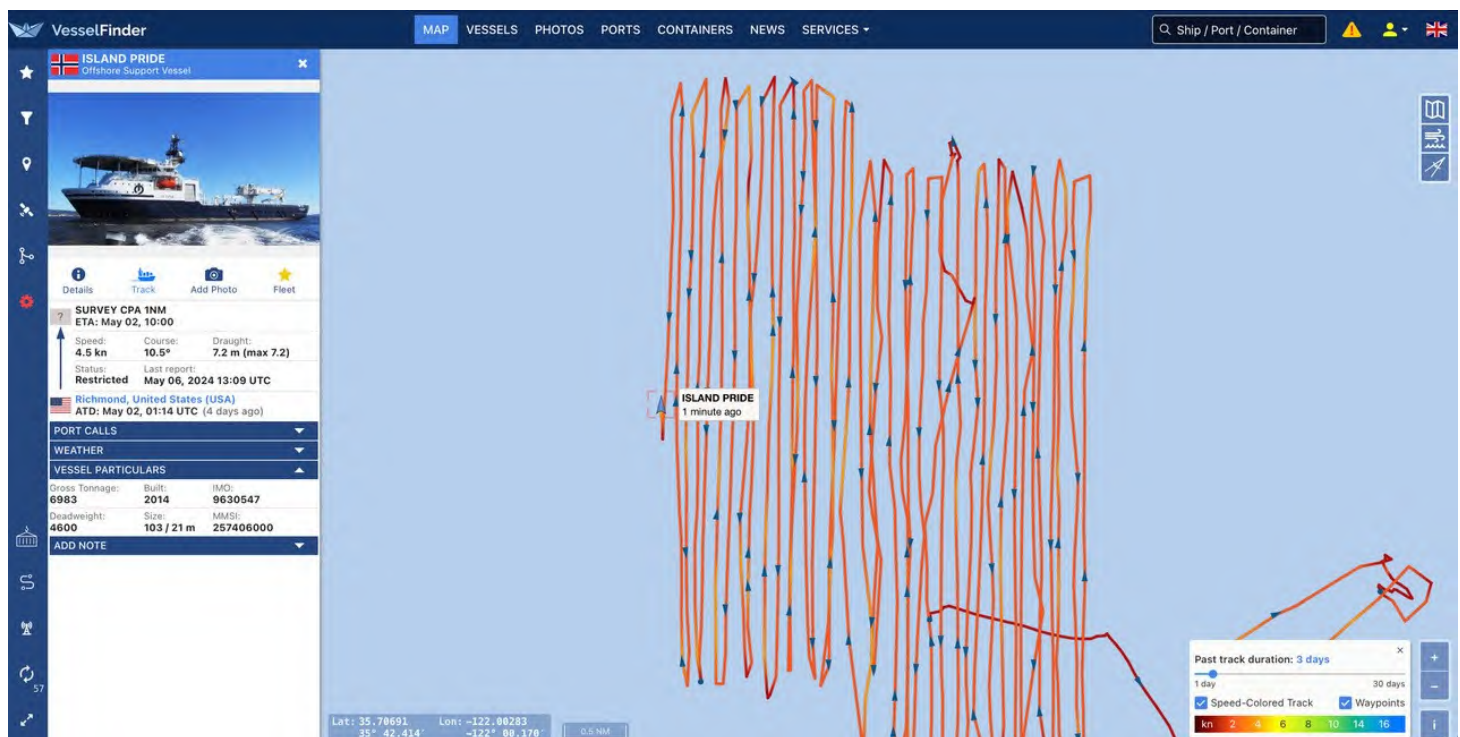 VesselFinder
MAP VESSELS PHOTOS PORTS CONTAINERS NEWS SERVICES
Ship / Port / Container
ISLAND PRIDE
Offshore Support Vessel
Details Track Add Photo Fleet
?
SURVEY CPA 1NM
ETA: May 02, 10:00
Speed: Course: Draught:
4.5 kn 10.5° 7.2 m (max 7.2)
Status: Last report:
Restricted May 06, 2024 13:09 UTC
Richmond, United States (USA)
ATD: May 02, 01:14 UTC (4 days ago)
PORT CALLS
WEATHER
VESSEL PARTICULARS
Gross Tonnage: Built: IMO:
6983 2014 9630547
Deadweight: Size: MMSI:
4600 103 / 21 m 257406000
ADD NOTE
57
ISLAND PRIDE
1 minute ago
Lat: 35.70691 Lon: -122.00283
35° 42.414′ -122° 00.170′
0.5 NM
Past track duration: 3 days
1 day 30 days
Speed-Colored Track Waypoints
kn 2 4 6 8 10 14 16